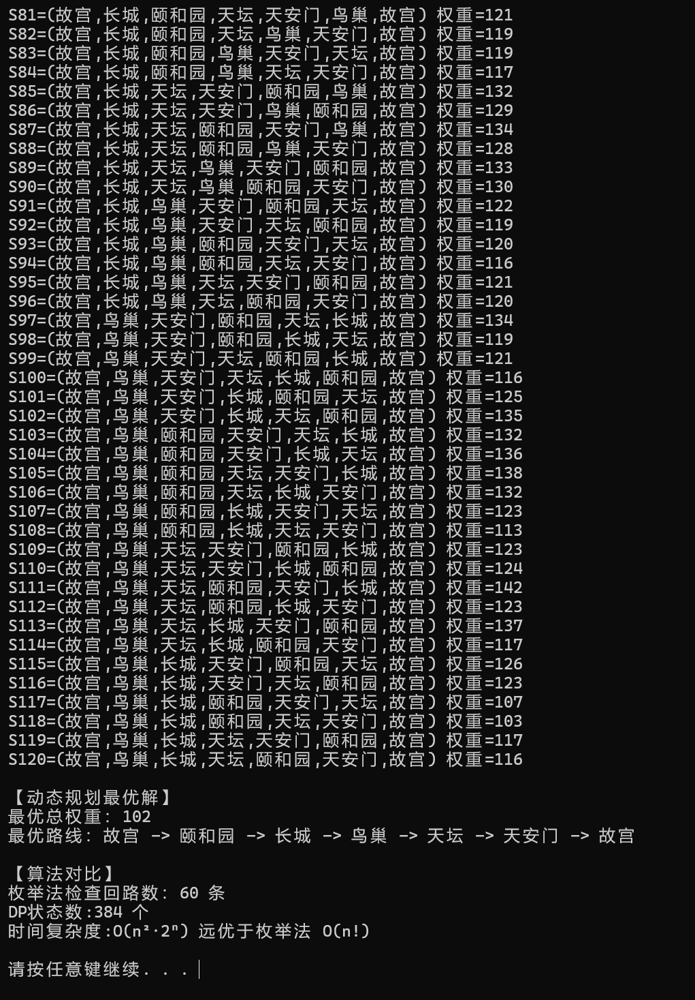 S81=(故宫,长城,颐和园,天坛,天安门,鸟巢,故宫) 权重=121
S82=(故宫,长城,颐和园,天坛,鸟巢,天安门,故宫) 权重=119
S83=(故宫,长城,颐和园,鸟巢,天安门,天坛,故宫) 权重=119
S84=(故宫,长城,颐和园,鸟巢,天坛,天安门,故宫) 权重=117
S85=(故宫,长城,天坛,天安门,颐和园,鸟巢,故宫) 权重=132
S86=(故宫,长城,天坛,天安门,鸟巢,颐和园,故宫) 权重=129
S87=(故宫,长城,天坛,颐和园,天安门,鸟巢,故宫) 权重=134
S88=(故宫,长城,天坛,颐和园,鸟巢,天安门,故宫) 权重=128
S89=(故宫,长城,天坛,鸟巢,天安门,颐和园,故宫) 权重=133
S90=(故宫,长城,天坛,鸟巢,颐和园,天安门,故宫) 权重=130
S91=(故宫,长城,鸟巢,天安门,颐和园,天坛,故宫) 权重=122
S92=(故宫,长城,鸟巢,天安门,天坛,颐和园,故宫) 权重=119
S93=(故宫,长城,鸟巢,颐和园,天安门,天坛,故宫) 权重=120
S94=(故宫,长城,鸟巢,颐和园,天坛,天安门,故宫) 权重=116
S95=(故宫,长城,鸟巢,天坛,天安门,颐和园,故宫) 权重=121
S96=(故宫,长城,鸟巢,天坛,颐和园,天安门,故宫) 权重=120
S97=(故宫,鸟巢,天安门,颐和园,天坛,长城,故宫) 权重=134
S98=(故宫,鸟巢,天安门,颐和园,长城,天坛,故宫) 权重=119
S99=(故宫,鸟巢,天安门,天坛,颐和园,长城,故宫) 权重=121
S100=(故宫,鸟巢,天安门,天坛,长城,颐和园,故宫) 权重=116
S101=(故宫,鸟巢,天安门,长城,颐和园,天坛,故宫) 权重=125
S102=(故宫,鸟巢,天安门,长城,天坛,颐和园,故宫) 权重=135
S103=(故宫,鸟巢,颐和园,天安门,天坛,长城,故宫) 权重=132
S104=(故宫,鸟巢,颐和园,天安门,长城,天坛,故宫) 权重=136
S105=(故宫,鸟巢,颐和园,天坛,天安门,长城,故宫) 权重=138
S106=(故宫,鸟巢,颐和园,天坛,长城,天安门,故宫) 权重=132
S107=(故宫,鸟巢,颐和园,长城,天安门,天坛,故宫) 权重=123
S108=(故宫,鸟巢,颐和园,长城,天坛,天安门,故宫) 权重=113
S109=(故宫,鸟巢,天坛,天安门,颐和园,长城,故宫) 权重=123
S110=(故宫,鸟巢,天坛,天安门,长城,颐和园,故宫) 权重=124
S111=(故宫,鸟巢,天坛,颐和园,天安门,长城,故宫) 权重=142
S112=(故宫,鸟巢,天坛,颐和园,长城,天安门,故宫) 权重=123
S113=(故宫,鸟巢,天坛,长城,天安门,颐和园,故宫) 权重=137
S114=(故宫,鸟巢,天坛,长城,颐和园,天安门,故宫) 权重=117
S115=(故宫,鸟巢,长城,天安门,颐和园,天坛,故宫) 权重=126
S116=(故宫,鸟巢,长城,天安门,天坛,颐和园,故宫) 权重=123
S117=(故宫,鸟巢,长城,颐和园,天安门,天坛,故宫) 权重=107
S118=(故宫,鸟巢,长城,颐和园,天坛,天安门,故宫) 权重=103
S119=(故宫,鸟巢,长城,天坛,天安门,颐和园,故宫) 权重=117
S120=(故宫,鸟巢,长城,天坛,颐和园,天安门,故宫) 权重=116
【动态规划最优解】
最优总权重: 102
最优路线: 故宫 -> 颐和园 -> 长城 -> 鸟巢 -> 天坛 -> 天安门 -> 故宫
【算法对比】
枚举法检查回路数: 60 条
DP状态数:384 个
时间复杂度:O(n²·2ⁿ) 远优于枚举法 O(n!)
请按任意键继续. . .